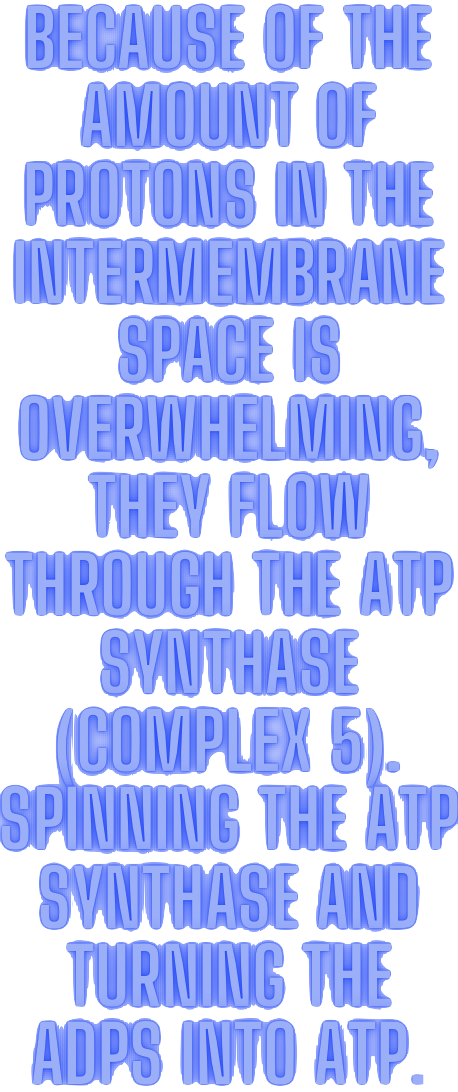 BECAUSE OF THE
AMOUNT OF
PROTONS IN THE
INTERMEMBRANE
SPACE IS
OVERWHELMING,
THEY FLOW
THROUGH THE ATP
SYNTHASE
(COMPLEX 5).
SPINNING THE ATP
SYNTHASE AND
TURNING THE
ADPS INTO ATP.